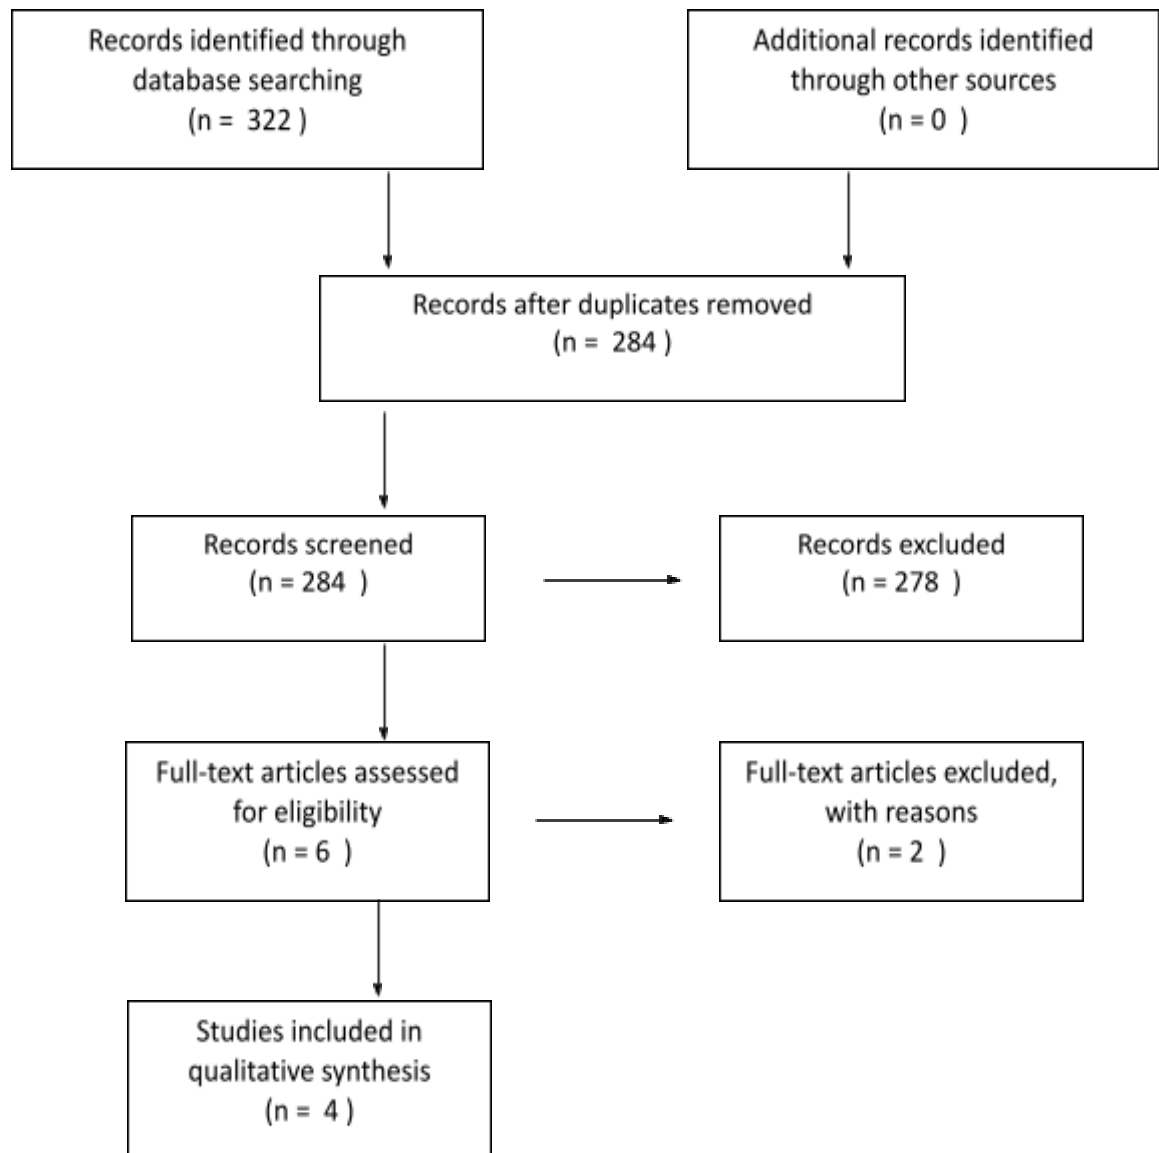 Records identified through
database searching
(n =  322 )
Additional records identified
through other sources
(n = 0  )
Records after duplicates removed
(n =  284 )
Records screened
(n = 284  )
Records excluded
(n = 278  )
Full-text articles assessed
for eligibility
(n = 6  )
Full-text articles excluded,
with reasons
(n = 2  )
Studies included in
qualitative synthesis
(n =  4 )